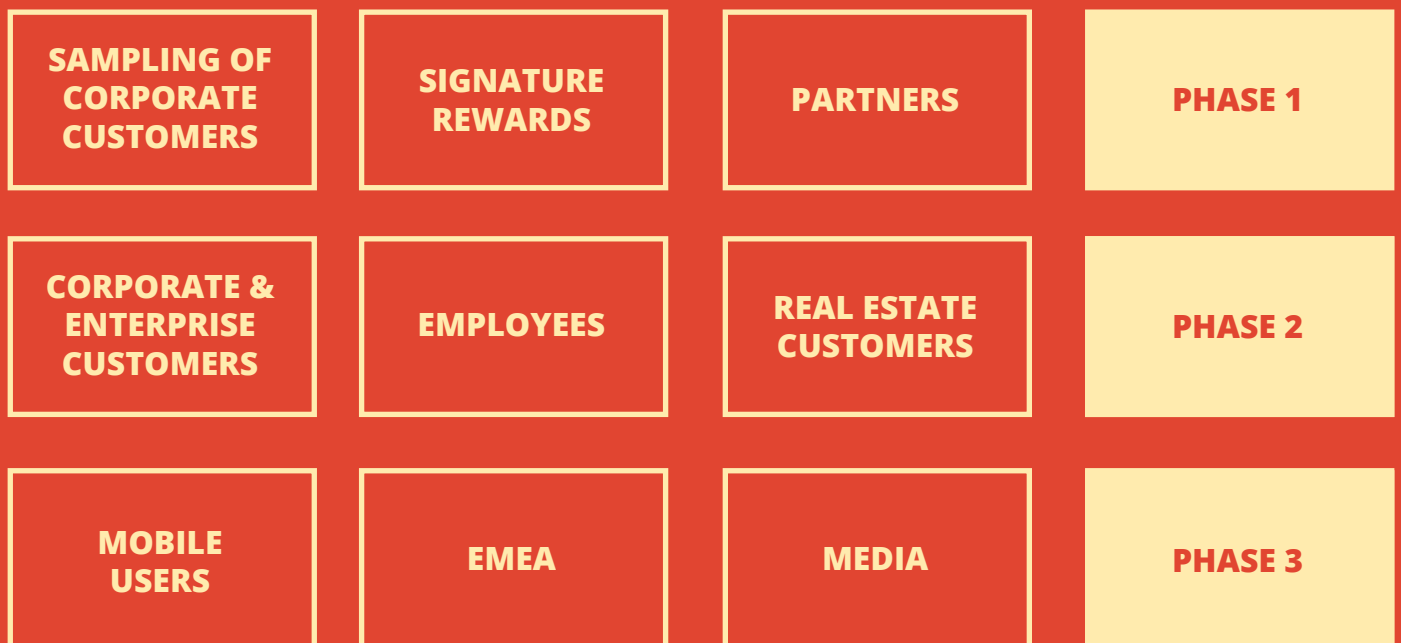 SAMPLING OF
CORPORATE
CUSTOMERS
SIGNATURE
REWARDS
PARTNERS
PHASE 1
CORPORATE &
ENTERPRISE
CUSTOMERS
EMPLOYEES
REAL ESTATE
CUSTOMERS
PHASE 2
MOBILE
USERS
EMEA
MEDIA
PHASE 3